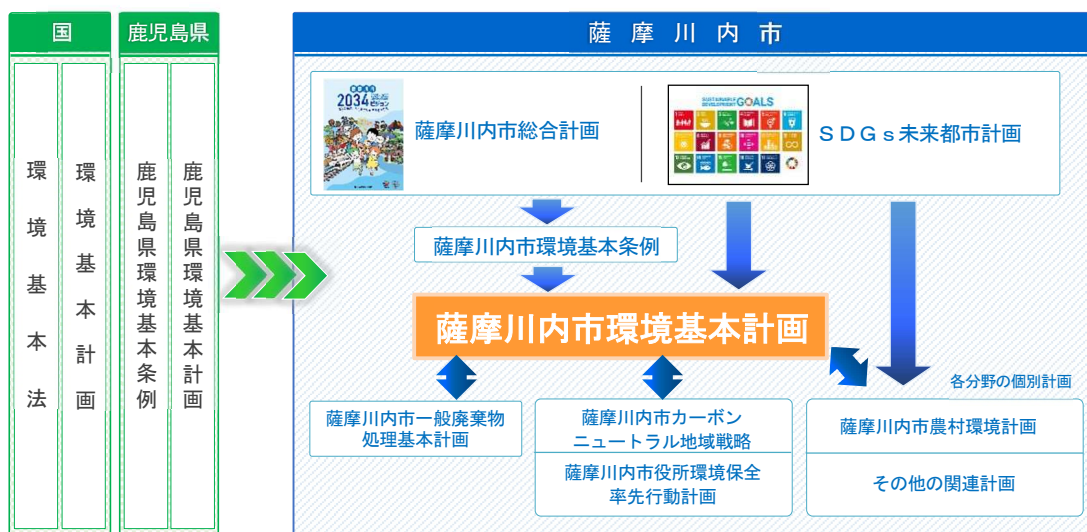 国
環境基本法
環境基本計画
鹿児島県
鹿児島県環境基本条例
鹿児島県環境基本計画
薩摩川内市
2034
薩摩川内市総合計画
SUSTAINABLE
DEVELOPMENT GOALS
SDGs未来都市計画
薩摩川内市環境基本条例
薩摩川内市環境基本計画
各分野の個別計画
薩摩川内市一般廃棄物
処理基本計画
薩摩川内市カーボン
ニュートラル地域戦略
薩摩川内市役所環境保全
率先行動計画
薩摩川内市農村環境計画
その他の関連計画